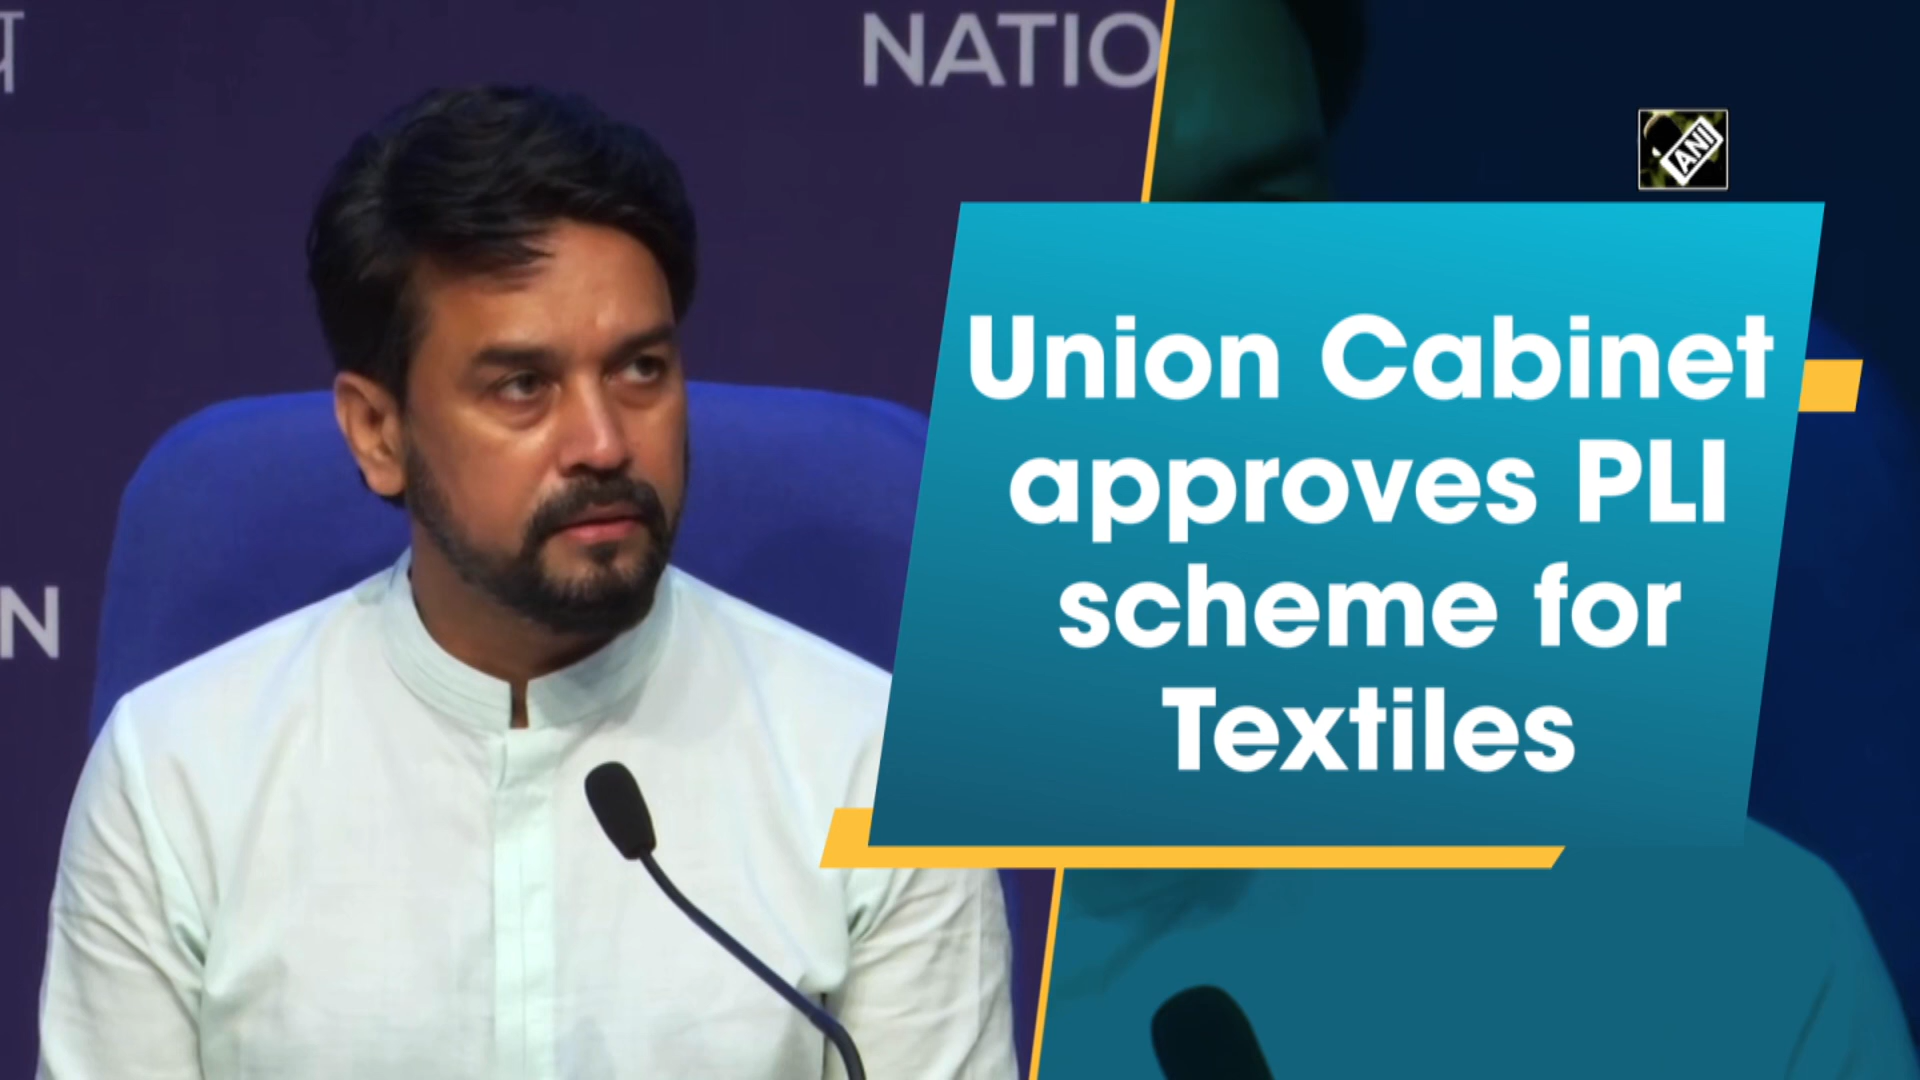 NATIO
ANI
Union Cabinet
approves PLI
scheme for
Textiles
N